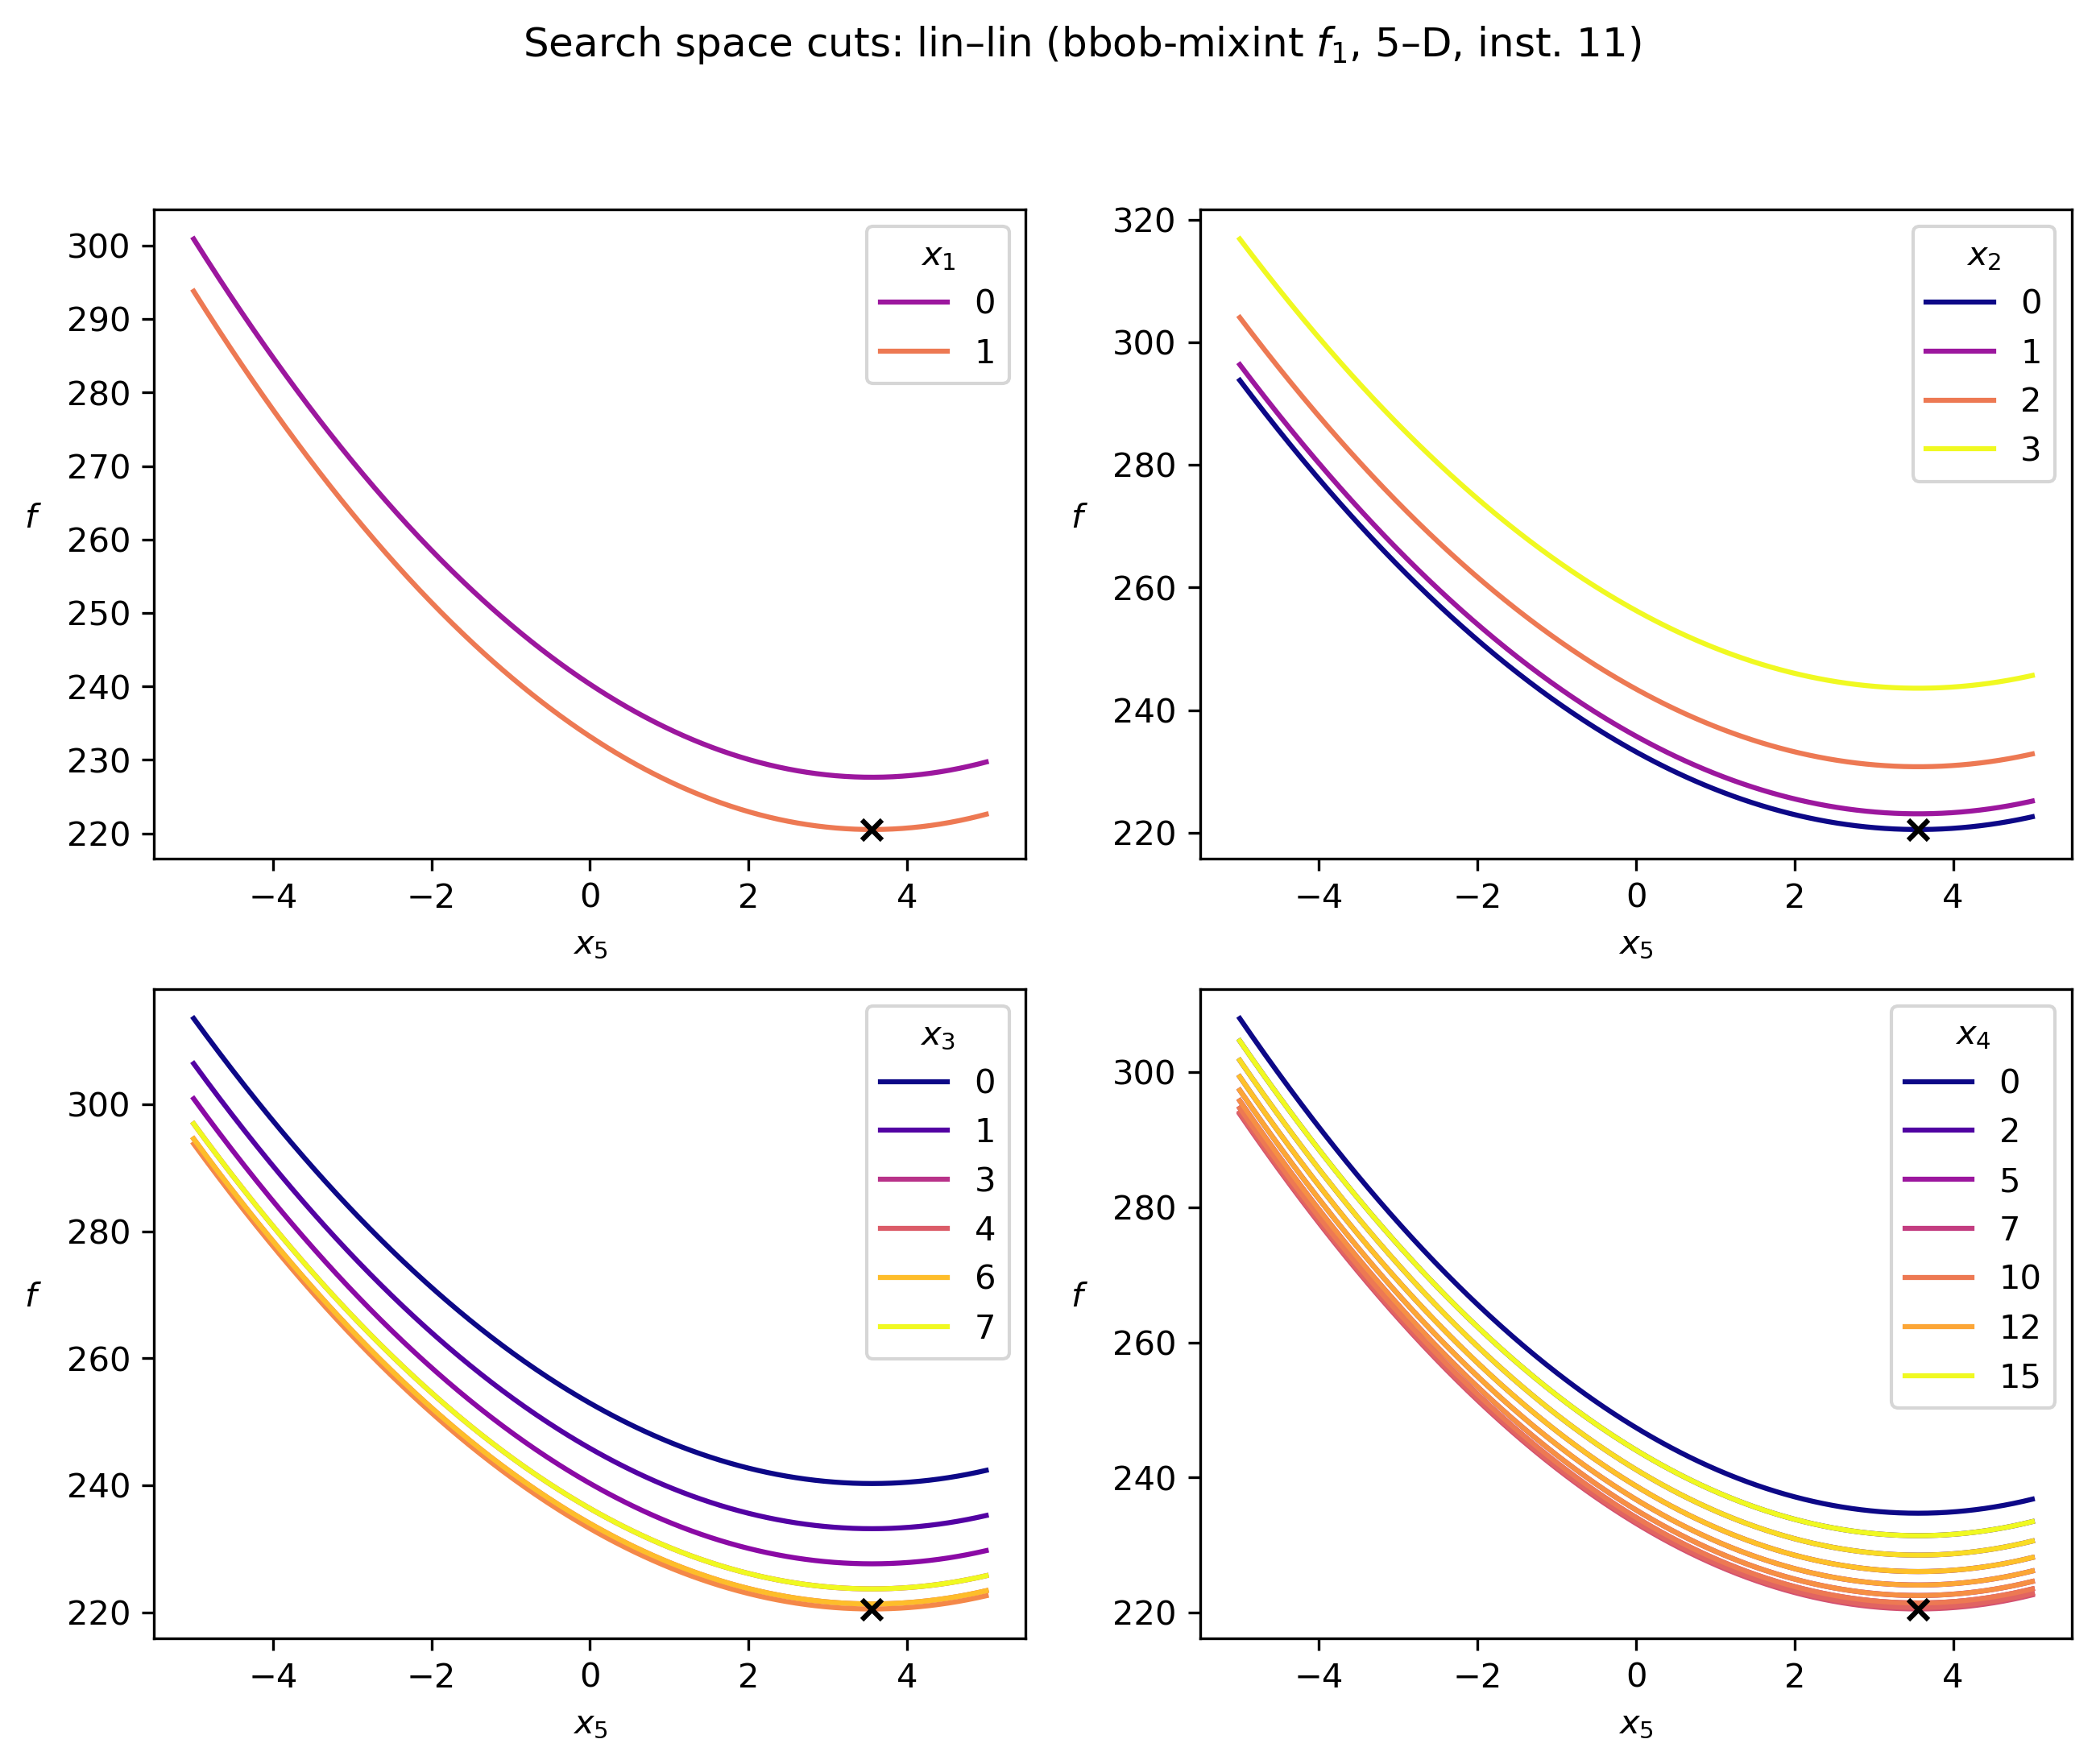 Search space cuts: lin–lin (bbob-mixint f₁, 5–D, inst. 11)
300
290
280
270
260
250
240
230
220
f
−4 −2 0 2 4
x₅
x₁
0
1
320
300
280
260
240
220
f
−4 −2 0 2 4
x₅
x₂
0
1
2
3
300
280
260
240
220
f
−4 −2 0 2 4
x₅
x₃
0
1
3
4
6
7
300
280
260
240
220
f
−4 −2 0 2 4
x₅
x₄
0
2
5
7
10
12
15